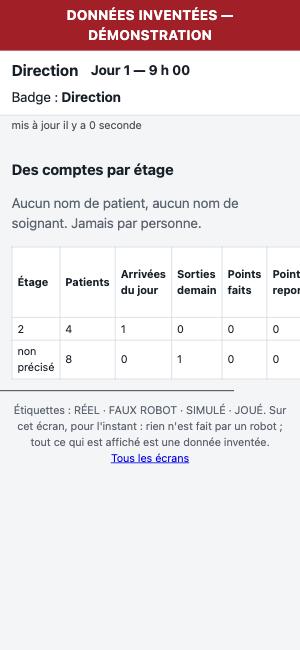 DONNÉES INVENTÉES —
DÉMONSTRATION
Direction Jour 1 — 9 h 00
Badge : Direction
mis à jour il y a 0 seconde
Des comptes par étage
Aucun nom de patient, aucun nom de
soignant. Jamais par personne.
Étage Patients Arrivées du jour Sorties demain Points faits
2 4 1 0 0 0
non précisé 8 0 1 0 0
Étiquettes : RÉEL · FAUX ROBOT · SIMULÉ · JOUÉ. Sur
cet écran, pour l'instant : rien n'est fait par un robot ;
tout ce qui est affiché est une donnée inventée.
Tous les écrans